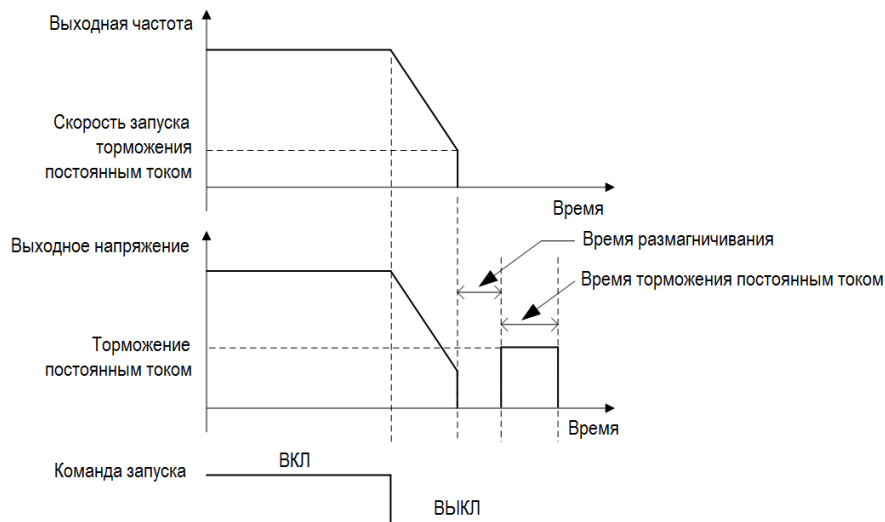 Выходная частота
Скорость запуска
торможения
постоянным током
Время
Выходное напряжение
Время размагничивания
Время торможения постоянным током
Торможение
постоянным током
Время
Команда запуска
ВКЛ
ВЫКЛ